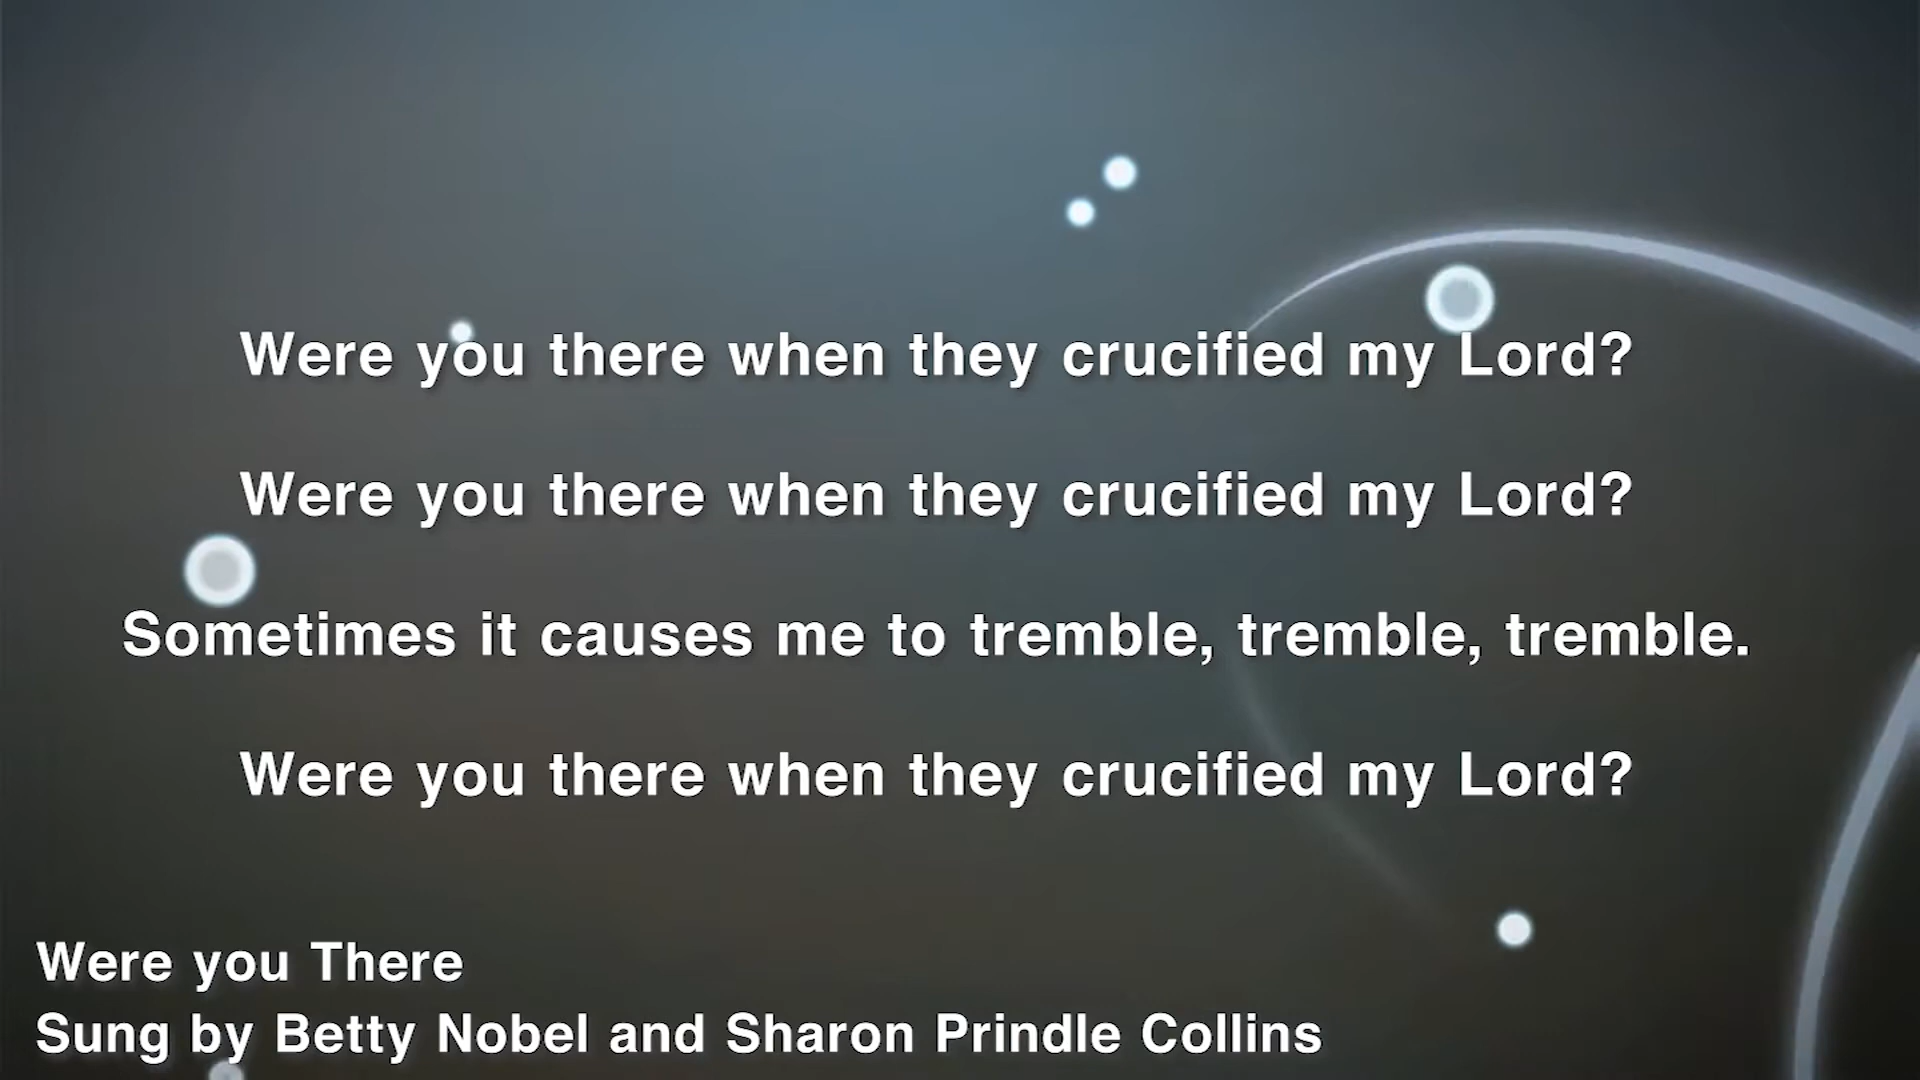 Were you there when they crucified my Lord?
Were you there when they crucified my Lord?
Sometimes it causes me to tremble, tremble, tremble.
Were you there when they crucified my Lord?
Were you There
Sung by Betty Nobel and Sharon Prindle Collins